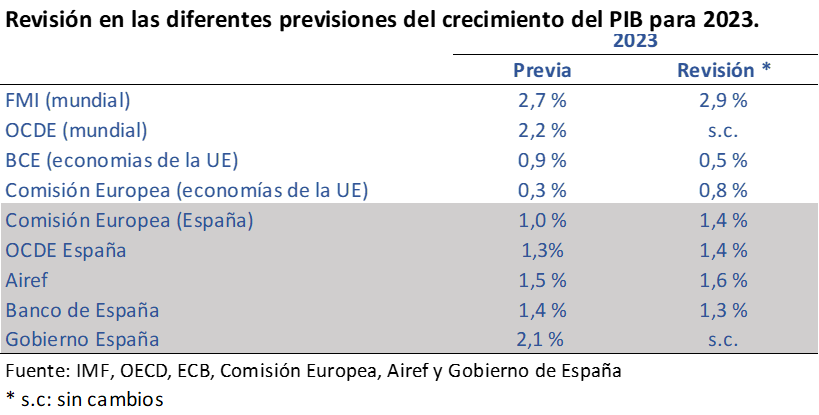 Revisión en las diferentes previsiones del crecimiento del PIB para 2023.
2023
Previa Revisión *
FMI (mundial) 2,7 % 2,9 %
OCDE (mundial) 2,2 % s.c.
BCE (economias de la UE) 0,9 % 0,5 %
Comisión Europea (economías de la UE) 0,3 % 0,8 %
Comisión Europea (España) 1,0 % 1,4 %
OCDE España 1,3% 1,4 %
Airef 1,5 % 1,6 %
Banco de España 1,4 % 1,3 %
Gobierno España 2,1 % s.c.
Fuente: IMF, OECD, ECB, Comisión Europea, Airef y Gobierno de España
* s.c: sin cambios